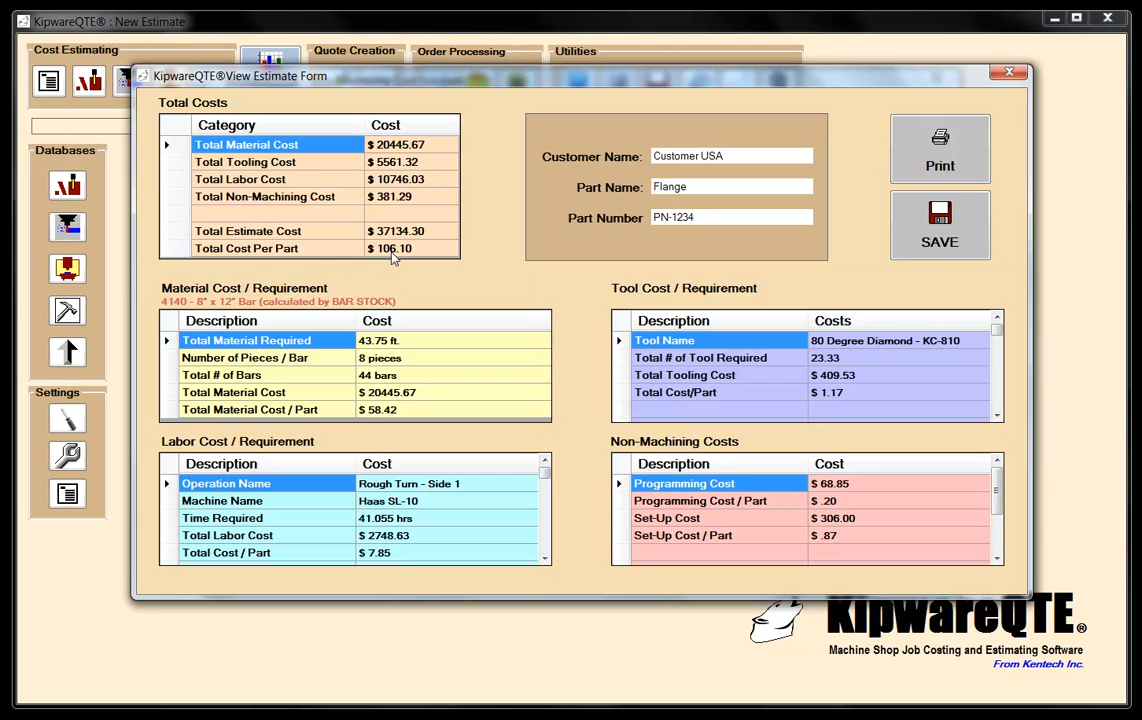 KipwareQTE® : New Estimate
Cost Estimating
Quote Creation
Order Processing
Utilities
KipwareQTE®View Estimate Form
Total Costs
Category Cost
Total Material Cost $ 20445.67
Total Tooling Cost $ 5561.32
Total Labor Cost $ 10746.03
Total Non-Machining Cost $ 381.29
Total Estimate Cost $ 37134.30
Total Cost Per Part $ 106.10
Customer Name: Customer USA
Part Name: Flange
Part Number PN-1234
Print
SAVE
Databases
Settings
Material Cost / Requirement
4140 - 8" x 12" Bar (calculated by BAR STOCK)
Description Cost
Total Material Required 43.75 ft.
Number of Pieces / Bar 8 pieces
Total # of Bars 44 bars
Total Material Cost $ 20445.67
Total Material Cost / Part $ 58.42
Tool Cost / Requirement
Description Costs
Tool Name 80 Degree Diamond - KC-810
Total # of Tool Required 23.33
Total Tooling Cost $ 409.53
Total Cost/Part $ 1.17
Labor Cost / Requirement
Description Cost
Operation Name Rough Turn - Side 1
Machine Name Haas SL-10
Time Required 41.055 hrs
Total Labor Cost $ 2748.63
Total Cost / Part $ 7.85
Non-Machining Costs
Description Cost
Programming Cost $ 68.85
Programming Cost / Part $ .20
Set-Up Cost $ 306.00
Set-Up Cost / Part $ .87
KipwareQTE®
Machine Shop Job Costing and Estimating Software
From Kentech Inc.